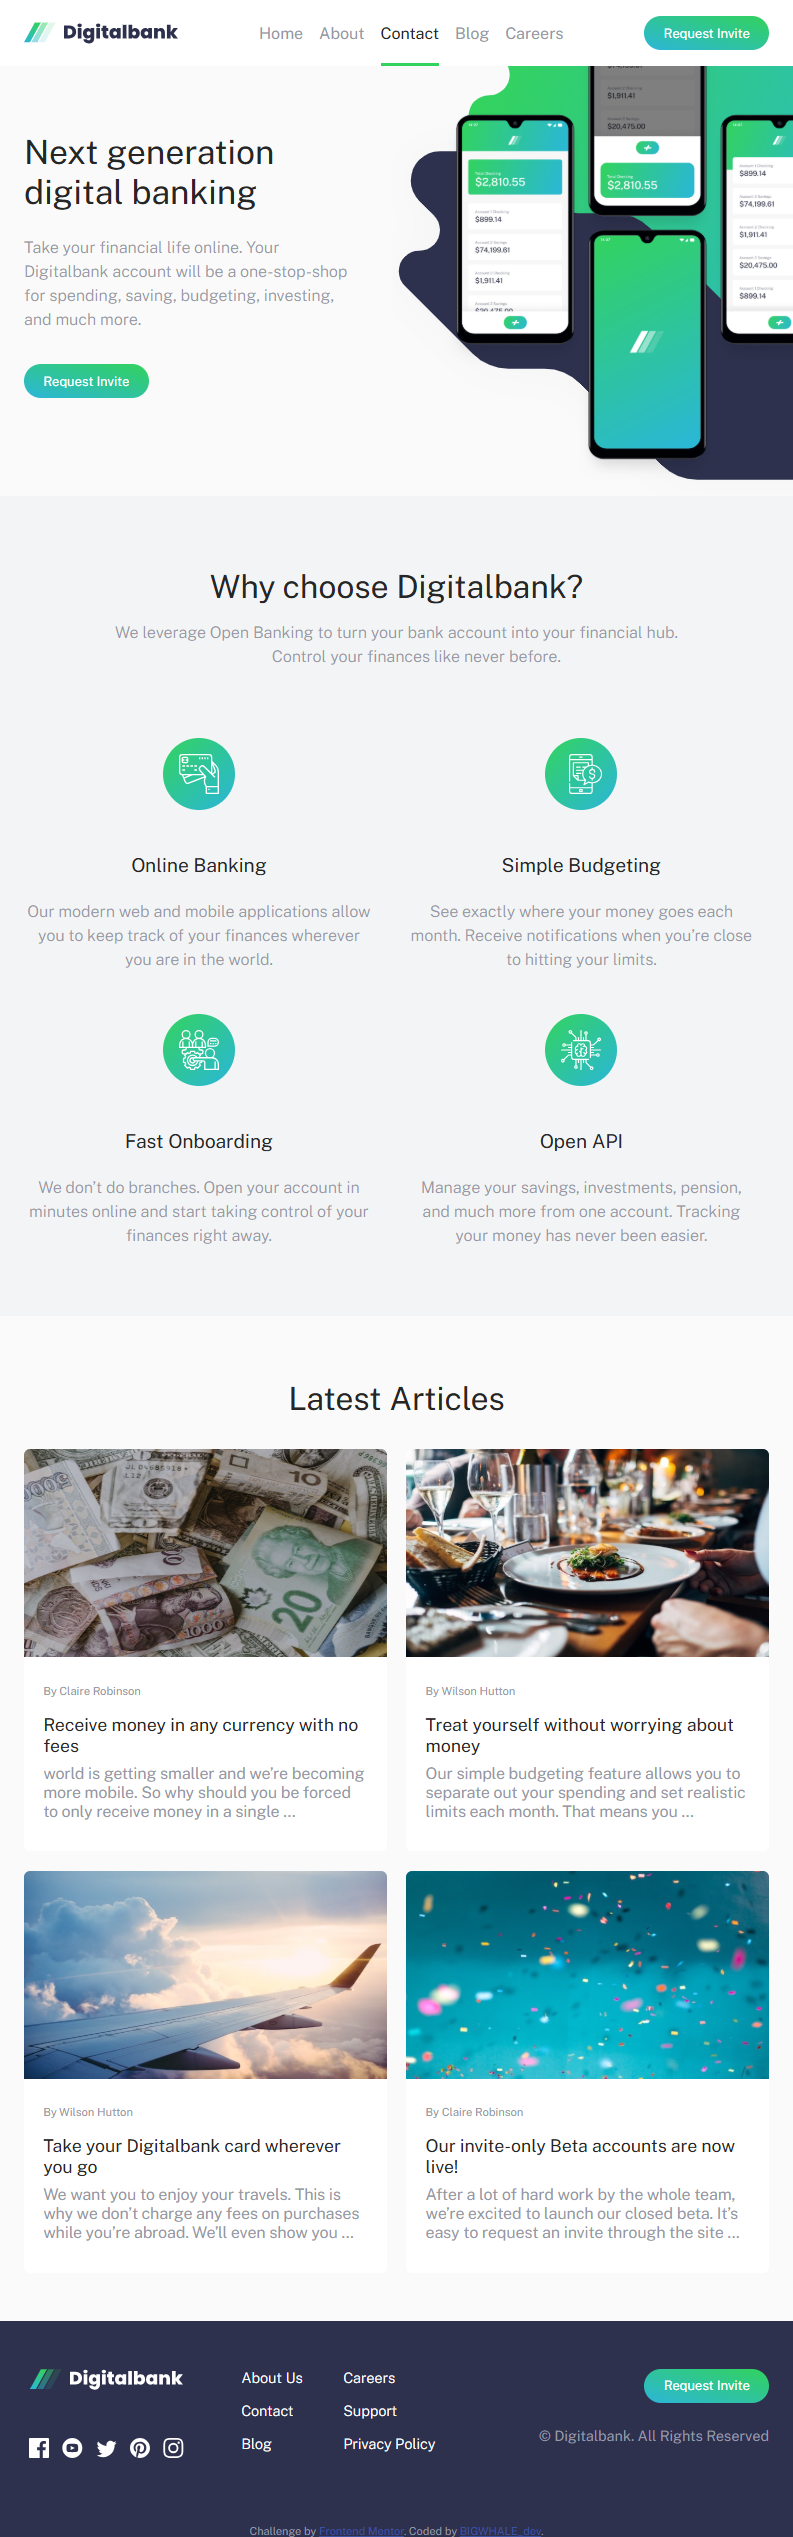 Digitalbank
Home About Contact Blog Careers
Request Invite
Next generation
digital banking
Take your financial life online. Your
Digitalbank account will be a one-stop-shop
for spending, saving, budgeting, investing,
and much more.
Request Invite
$1,911.41
$20,475.00
Total Checking
$2,810.55
Total Checking
$2,810.55
$899.14
$74,199.61
$1,911.41
$899.14
$74,199.61
$1,911.41
$20,475.00
$899.14
Why choose Digitalbank?
We leverage Open Banking to turn your bank account into your financial hub.
Control your finances like never before.
Online Banking
Our modern web and mobile applications allow
you to keep track of your finances wherever
you are in the world.
Simple Budgeting
See exactly where your money goes each
month. Receive notifications when you're close
to hitting your limits.
Fast Onboarding
We don't do branches. Open your account in
minutes online and start taking control of your
finances right away.
Open API
Manage your savings, investments, pension,
and much more from one account. Tracking
your money has never been easier.
Latest Articles
By Claire Robinson
Receive money in any currency with no
fees
world is getting smaller and we're becoming
more mobile. So why should you be forced
to only receive money in a single ...
By Wilson Hutton
Treat yourself without worrying about
money
Our simple budgeting feature allows you to
separate out your spending and set realistic
limits each month. That means you ...
By Wilson Hutton
Take your Digitalbank card wherever
you go
We want you to enjoy your travels. This is
why we don't charge any fees on purchases
while you're abroad. We'll even show you ...
By Claire Robinson
Our invite-only Beta accounts are now
live!
After a lot of hard work by the whole team,
we're excited to launch our closed beta. It's
easy to request an invite through the site ...
Digitalbank
About Us
Contact
Blog
Careers
Support
Privacy Policy
Request Invite
© Digitalbank. All Rights Reserved
Challenge by Frontend Mentor. Coded by BIGWHALE_dev.